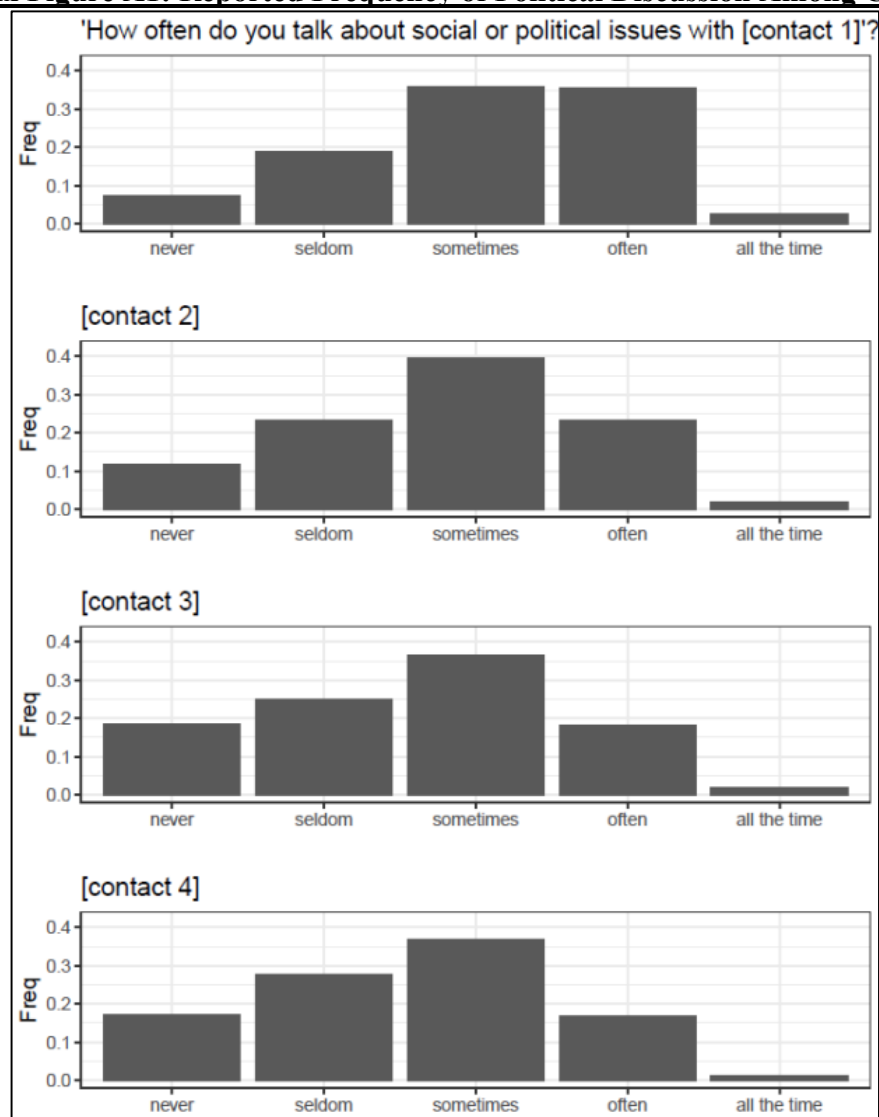 'How often do you talk about social or political issues with [contact 1]'?
Freq
0.4
0.3
0.2
0.1
0.0
never seldom sometimes often all the time
[contact 2]
Freq
0.4
0.3
0.2
0.1
0.0
never seldom sometimes often all the time
[contact 3]
Freq
0.4
0.3
0.2
0.1
0.0
never seldom sometimes often all the time
[contact 4]
Freq
0.4
0.3
0.2
0.1
0.0
never seldom sometimes often all the time